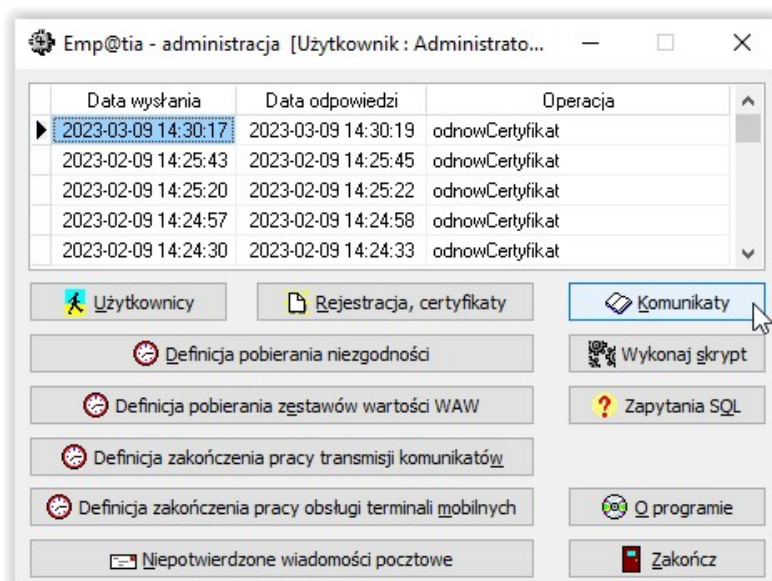 Emp@tia - administracja [Użytkownik : Administrato...
Data wysłania Data odpowiedzi Operacja
2023-03-09 14:30:17 2023-03-09 14:30:19 odnowCertyfikat
2023-02-09 14:25:43 2023-02-09 14:25:45 odnowCertyfikat
2023-02-09 14:25:20 2023-02-09 14:25:22 odnowCertyfikat
2023-02-09 14:24:57 2023-02-09 14:24:58 odnowCertyfikat
2023-02-09 14:24:30 2023-02-09 14:24:33 odnowCertyfikat
Użytkownicy Rejestracja, certyfikaty Komunikaty
Definicja pobierania niezgodności Wykonaj skrypt
Definicja pobierania zestawów wartości WAW Zapytania SQL
Definicja zakończenia pracy transmisji komunikatów
Definicja zakończenia pracy obsługi terminali mobilnych O programie
Niepotwierdzone wiadomości pocztowe Zakończ